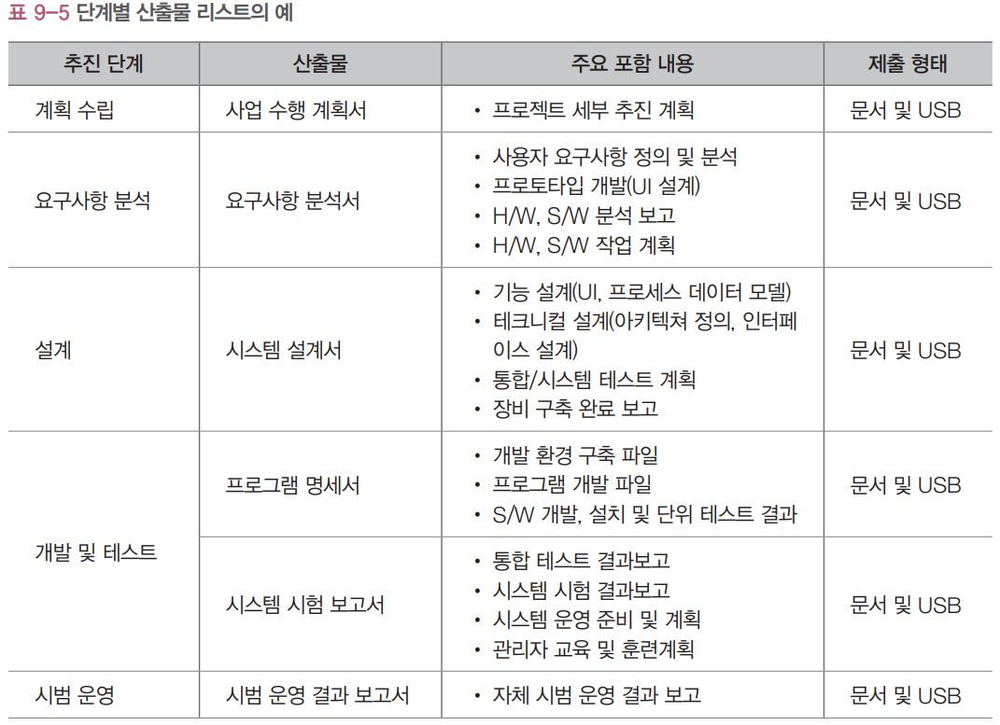 표 9-5 단계별 산출물 리스트의 예
추진 단계 산출물 주요 포함 내용 제출 형태
계획 수립 사업 수행 계획서 • 프로젝트 세부 추진 계획 문서 및 USB
요구사항 분석 요구사항 분석서
• 사용자 요구사항 정의 및 분석
• 프로토타입 개발(UI 설계)
• H/W, S/W 분석 보고
• H/W, S/W 작업 계획
문서 및 USB
설계 시스템 설계서
• 기능 설계(UI, 프로세스 데이터 모델)
• 테크니컬 설계(아키텍쳐 정의, 인터페
이스 설계)
• 통합/시스템 테스트 계획
• 장비 구축 완료 보고
문서 및 USB
개발 및 테스트
프로그램 명세서
• 개발 환경 구축 파일
• 프로그램 개발 파일
• S/W 개발, 설치 및 단위 테스트 결과
문서 및 USB
시스템 시험 보고서
• 통합 테스트 결과보고
• 시스템 시험 결과보고
• 시스템 운영 준비 및 계획
• 관리자 교육 및 훈련계획
문서 및 USB
시범 운영 시범 운영 결과 보고서 • 자체 시범 운영 결과 보고 문서 및 USB